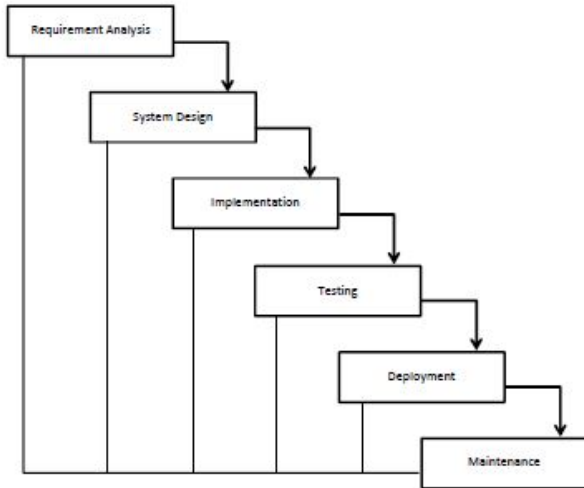 Requirement Analysis
System Design
Implementation
Testing
Deployment
Maintenance